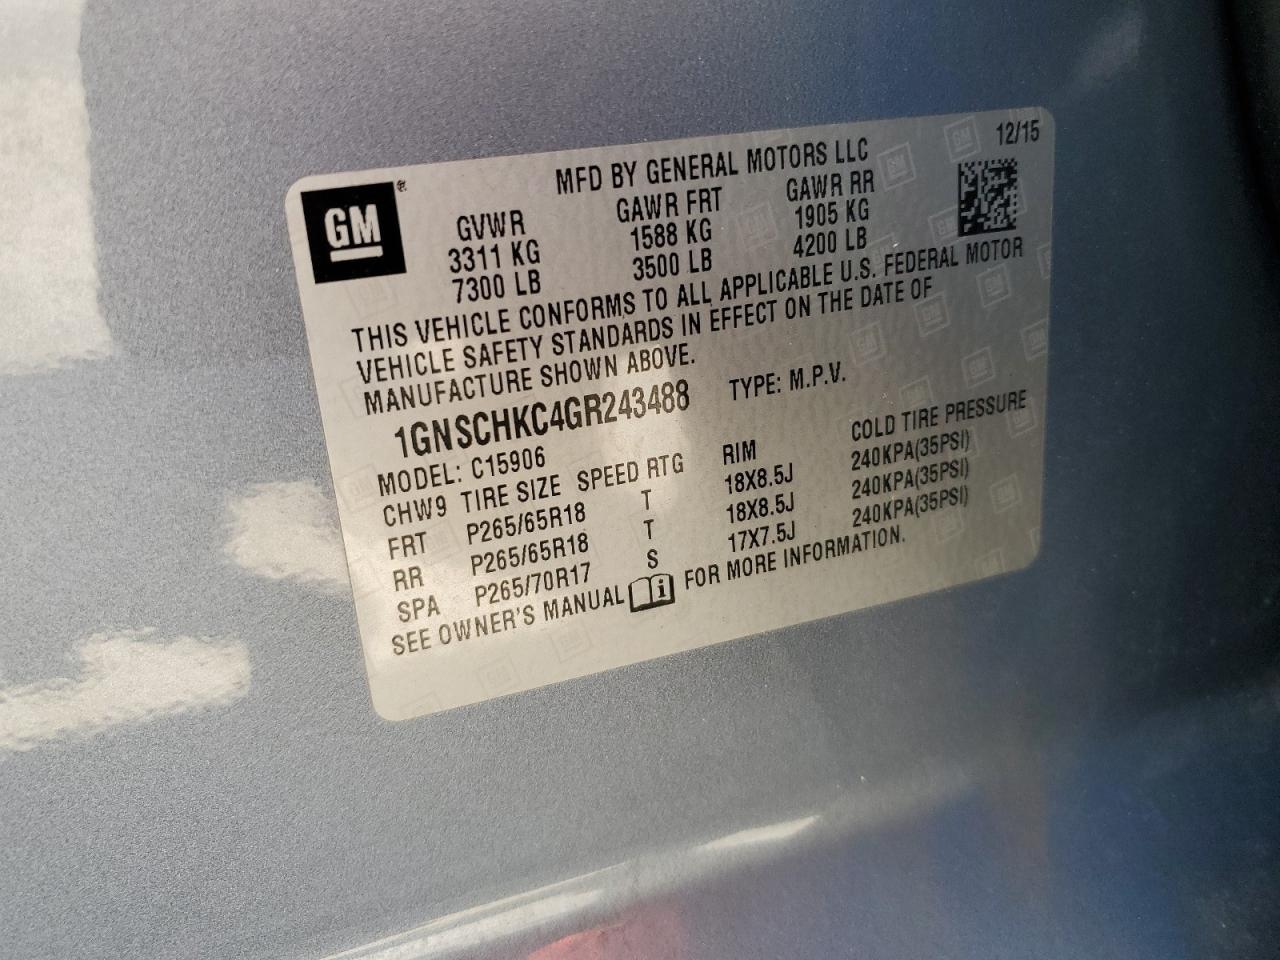 GM®
MFD BY GENERAL MOTORS LLC
12/15
GVWR GAWR FRT GAWR RR
3311 KG 1588 KG 1905 KG
7300 LB 3500 LB 4200 LB
THIS VEHICLE CONFORMS TO ALL APPLICABLE U.S. FEDERAL MOTOR
VEHICLE SAFETY STANDARDS IN EFFECT ON THE DATE OF
MANUFACTURE SHOWN ABOVE.
1GNSCHKC4GR243488 TYPE: M.P.V.
MODEL: C15906
CHW9 TIRE SIZE SPEED RTG RIM COLD TIRE PRESSURE
FRT P265/65R18 T 18X8.5J 240KPA(35PSI)
RR P265/65R18 T 18X8.5J 240KPA(35PSI)
SPA P265/70R17 S 17X7.5J 240KPA(35PSI)
SEE OWNER'S MANUAL i FOR MORE INFORMATION.